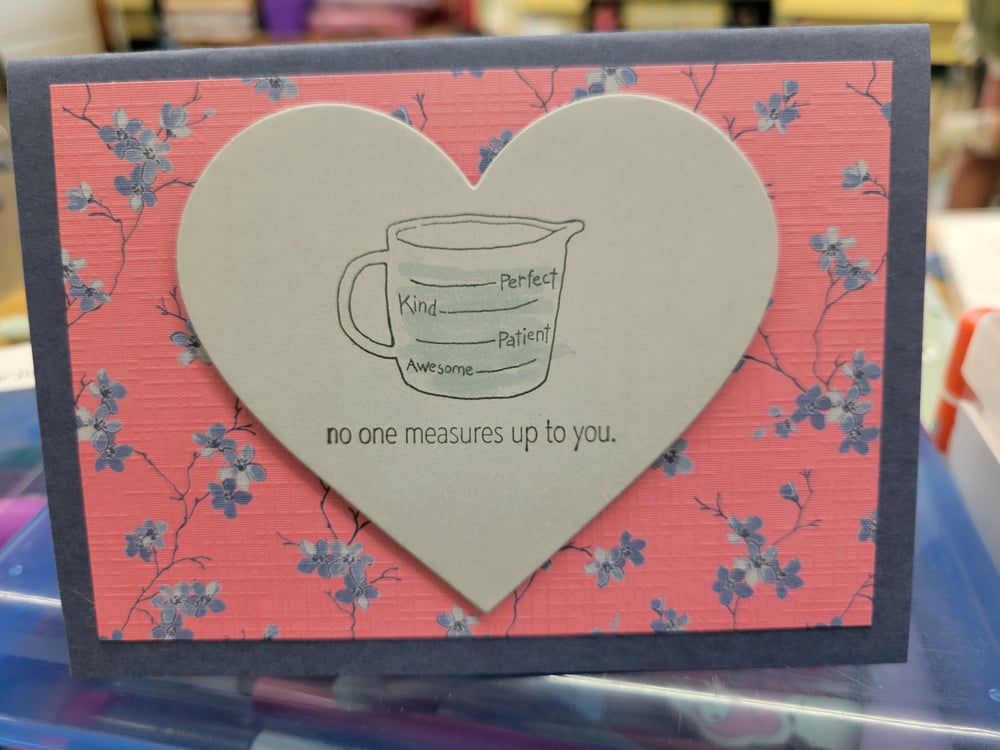 Perfect
Kind
Patient
Awesome
no one measures up to you.